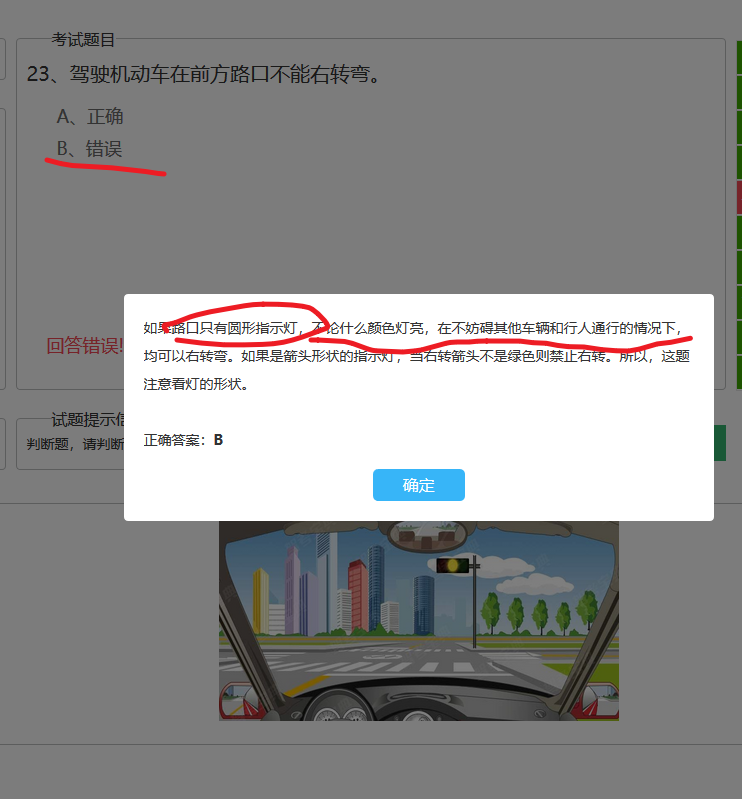 考试题目
23、驾驶机动车在前方路口不能右转弯。
A、正确
B、错误
如果路口只有圆形指示灯，不论什么颜色灯亮，在不妨碍其他车辆和行人通行的情况下，
均可以右转弯。如果是箭头形状的指示灯，当右转箭头不是绿色则禁止右转。所以，这题
注意看灯的形状。
回答错误!
试题提示信
判断题，请判断
正确答案：B
确定